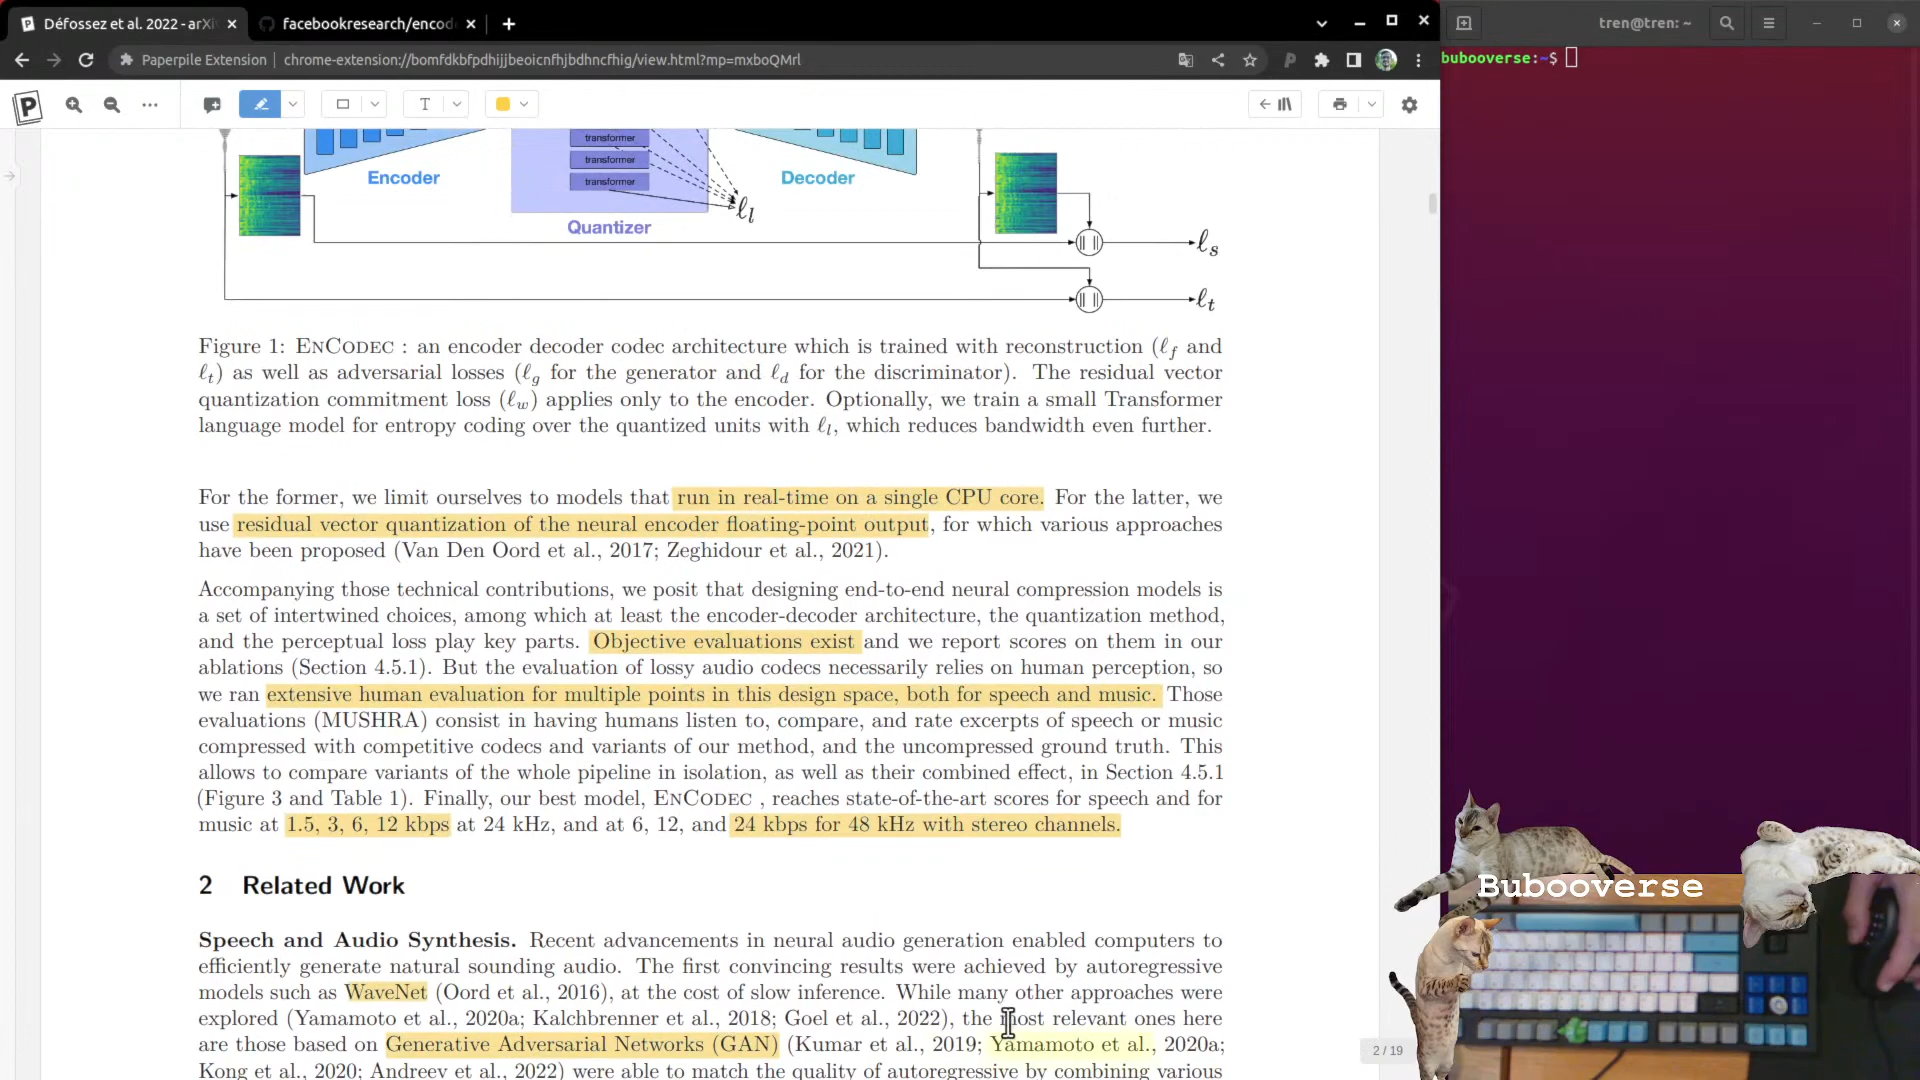 Défossez et al. 2022 - arXi
facebookresearch/encod
tren@tren: ~
Paperpile Extension
chrome-extension://bomfdkbfpdhijjbeoicnfhjbdhncfhig/view.html?mp=mxboQMrl
bubooverse:~$
P
T
transformer
transformer
transformer
Encoder
Decoder
Quantizer
ℓl
ℓs
ℓt
Figure 1: ENCODEC : an encoder decoder codec architecture which is trained with reconstruction (ℓf and
ℓt) as well as adversarial losses (ℓg for the generator and ℓd for the discriminator). The residual vector
quantization commitment loss (ℓw) applies only to the encoder. Optionally, we train a small Transformer
language model for entropy coding over the quantized units with ℓl, which reduces bandwidth even further.
For the former, we limit ourselves to models that run in real-time on a single CPU core. For the latter, we
use residual vector quantization of the neural encoder floating-point output, for which various approaches
have been proposed (Van Den Oord et al., 2017; Zeghidour et al., 2021).
Accompanying those technical contributions, we posit that designing end-to-end neural compression models is
a set of intertwined choices, among which at least the encoder-decoder architecture, the quantization method,
and the perceptual loss play key parts. Objective evaluations exist and we report scores on them in our
ablations (Section 4.5.1). But the evaluation of lossy audio codecs necessarily relies on human perception, so
we ran extensive human evaluation for multiple points in this design space, both for speech and music. Those
evaluations (MUSHRA) consist in having humans listen to, compare, and rate excerpts of speech or music
compressed with competitive codecs and variants of our method, and the uncompressed ground truth. This
allows to compare variants of the whole pipeline in isolation, as well as their combined effect, in Section 4.5.1
(Figure 3 and Table 1). Finally, our best model, ENCODEC , reaches state-of-the-art scores for speech and for
music at 1.5, 3, 6, 12 kbps at 24 kHz, and at 6, 12, and 24 kbps for 48 kHz with stereo channels.
2 Related Work
Speech and Audio Synthesis. Recent advancements in neural audio generation enabled computers to
efficiently generate natural sounding audio. The first convincing results were achieved by autoregressive
models such as WaveNet (Oord et al., 2016), at the cost of slow inference. While many other approaches were
explored (Yamamoto et al., 2020a; Kalchbrenner et al., 2018; Goel et al., 2022), the most relevant ones here
are those based on Generative Adversarial Networks (GAN) (Kumar et al., 2019; Yamamoto et al., 2020a;
Kong et al., 2020; Andreev et al., 2022) were able to match the quality of autoregressive by combining various
2 / 19
Bubooverse